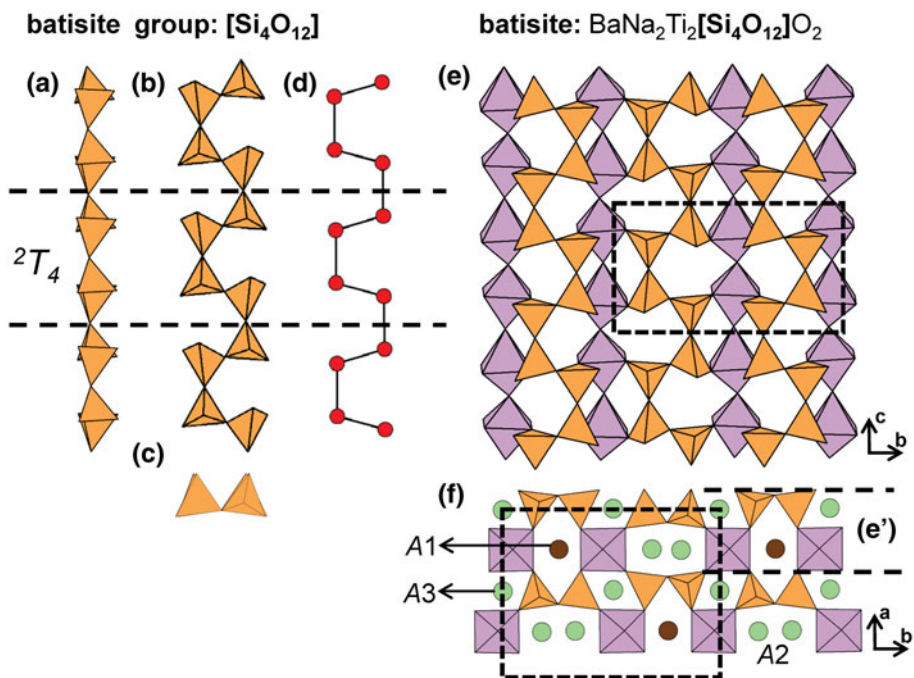 batisite group: [Si₄O₁₂]
batisite: BaNa₂Ti₂[Si₄O₁₂]O₂
(a)
(b)
(d)
(e)
²T₄
(c)
c
b
(f)
(e')
A1
A3
A2
a
b